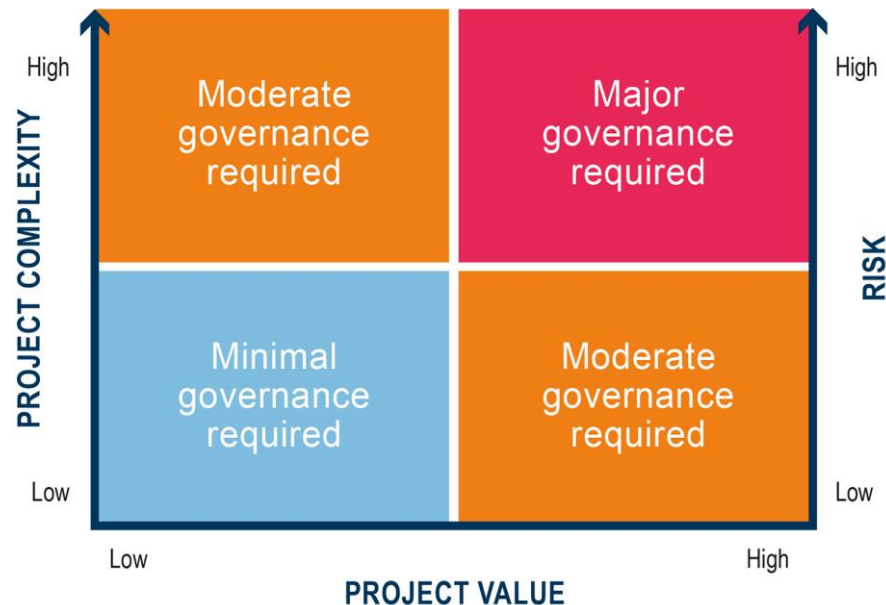 High
Moderate
governance
required
Major
governance
required
High
PROJECT COMPLEXITY
RISK
Minimal
governance
required
Moderate
governance
required
Low
Low
Low
High
PROJECT VALUE